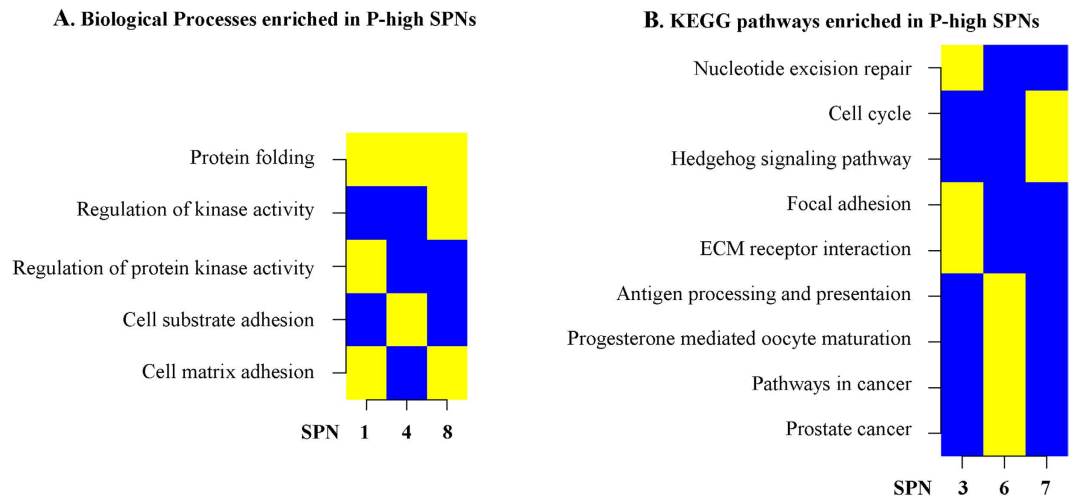 A. Biological Processes enriched in P-high SPNs
Protein folding
Regulation of kinase activity
Regulation of protein kinase activity
Cell substrate adhesion
Cell matrix adhesion
SPN 1 4 8
B. KEGG pathways enriched in P-high SPNs
Nucleotide excision repair
Cell cycle
Hedgehog signaling pathway
Focal adhesion
ECM receptor interaction
Antigen processing and presentaion
Progesterone mediated oocyte maturation
Pathways in cancer
Prostate cancer
SPN 3 6 7